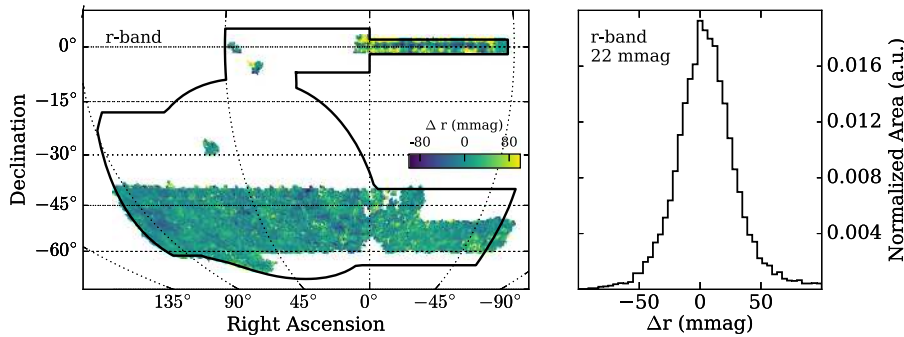 r-band
0°
−15°
−30°
−45°
−60°
Declination
Δ r (mmag)
-80 0 80
135° 90° 45° 0° −45° −90°
Right Ascension
r-band
22 mmag
0.016
0.012
0.008
0.004
Normalized Area (a.u.)
−50 0 50
Δr (mmag)